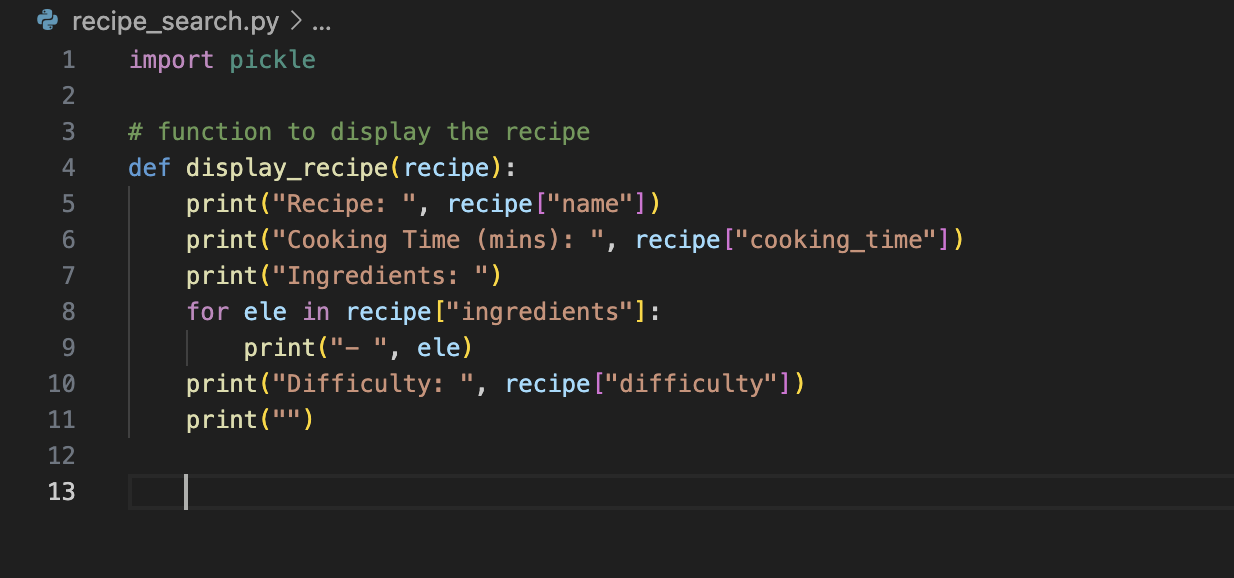 recipe_search.py > ...
1 import pickle
2
3 # function to display the recipe
4 def display_recipe(recipe):
5     print("Recipe: ", recipe["name"])
6     print("Cooking Time (mins): ", recipe["cooking_time"])
7     print("Ingredients: ")
8     for ele in recipe["ingredients"]:
9         print("- ", ele)
10     print("Difficulty: ", recipe["difficulty"])
11     print("")
12
13